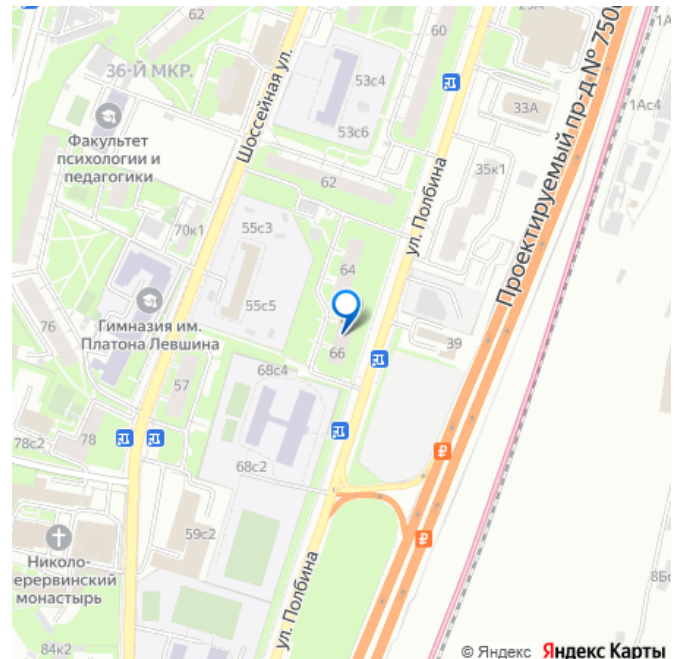 60
62
36-Й МКР.
Шоссейная ул.
53с4
53с6
33А
1Ас4
Проектируемый пр-д № 750
Факультет
психологии и
педагогики
62
ул. Полбина
35к1
70к1
55с3
64
55с5
Гимназия им.
Платона Левшина
76
66
39
68с4
57
78с2
78
68с2
59с2
Николо-
ерервинский
монастырь
ул. Полбина
84к2
© Яндекс Яндекс Карты